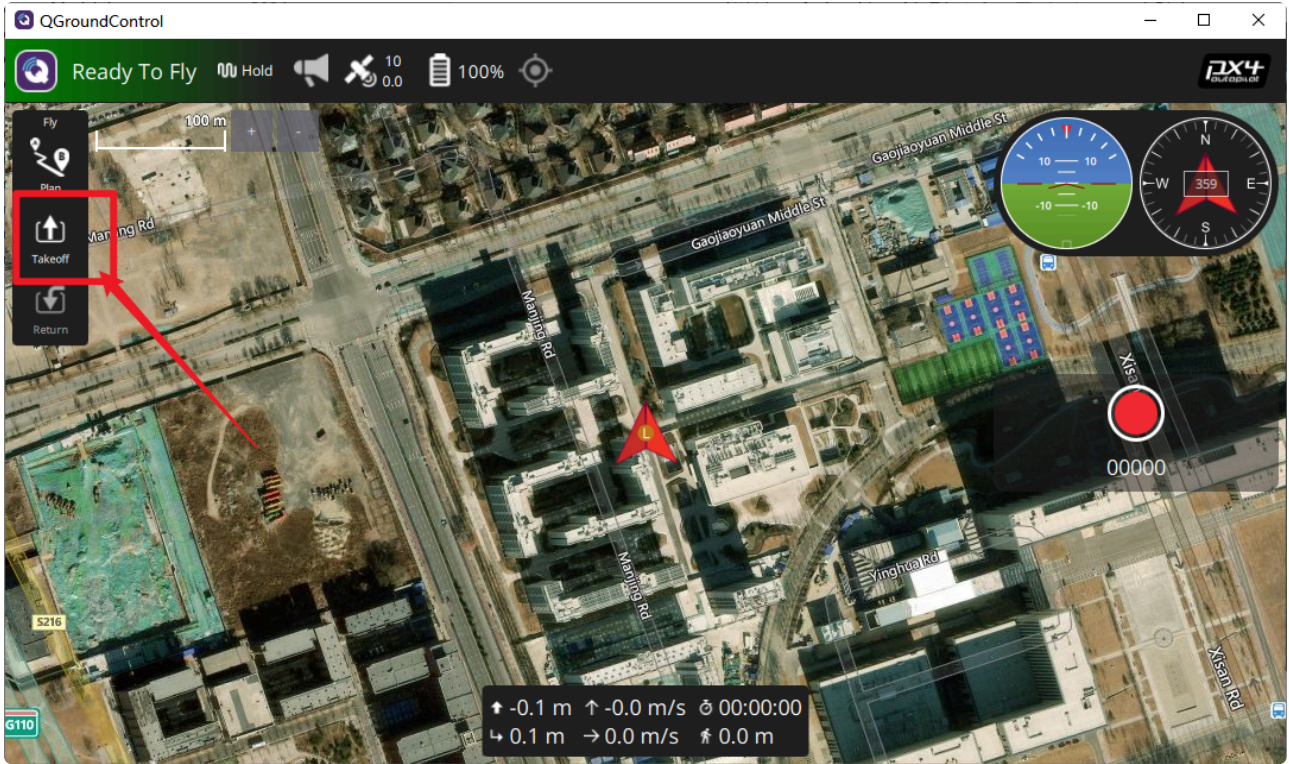 QGroundControl
Ready To Fly
Hold
10
0.0
100%
px4
autopilot
Fly
Plan
Takeoff
Return
100 m
+
-
Gaojiaoyuan Middle St
Gaojiaoyuan Middle St
10 10
-10 -10
N
W 359 E
S
Manjing Rd
Manjing Rd
L
00000
Yinghua Rd
Manjing Rd
S216
Xisan Rd
G110
-0.1 m -0.0 m/s 00:00:00
0.1 m 0.0 m/s 0.0 m